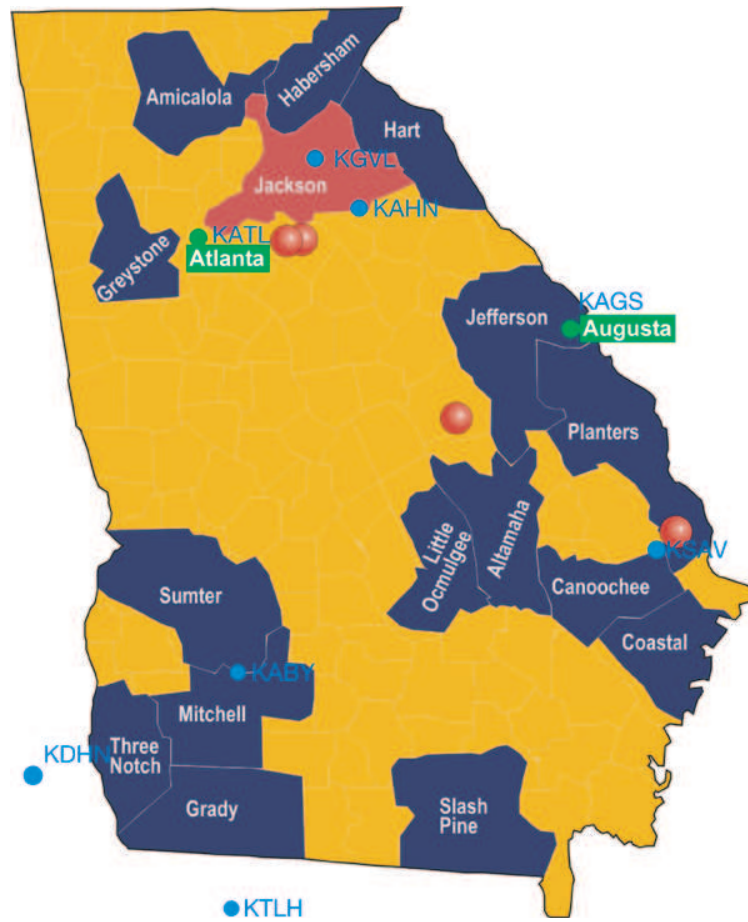 Habersham
Amicalola
Hart
KGVL
Jackson
KAHN
KATL
Atlanta
Greystone
KAGS
Jefferson
Augusta
Planters
Little
Ocmulgee
Altamaha
KSAV
Canoochee
Sumter
Coastal
KABY
Mitchell
KDHN
Three
Notch
Grady
Slash
Pine
KTLH